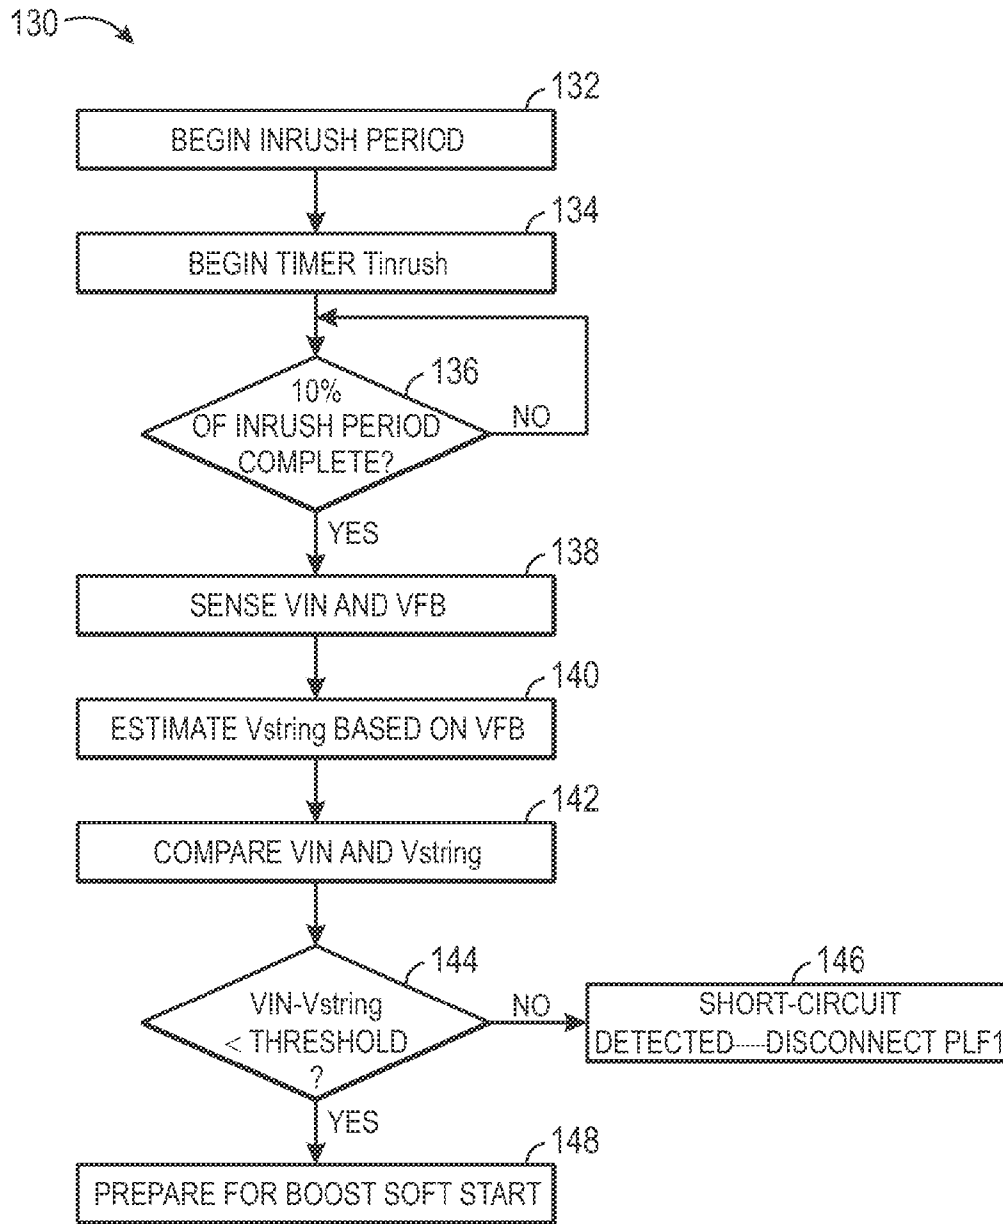 130
132
BEGIN INRUSH PERIOD
134
BEGIN TIMER Tinrush
136
10%
OF INRUSH PERIOD
COMPLETE?
NO
YES
138
SENSE VIN AND VFB
140
ESTIMATE Vstring BASED ON VFB
142
COMPARE VIN AND Vstring
144
VIN-Vstring
< THRESHOLD
?
NO
146
SHORT-CIRCUIT
DETECTED----DISCONNECT PLF1
YES
148
PREPARE FOR BOOST SOFT START